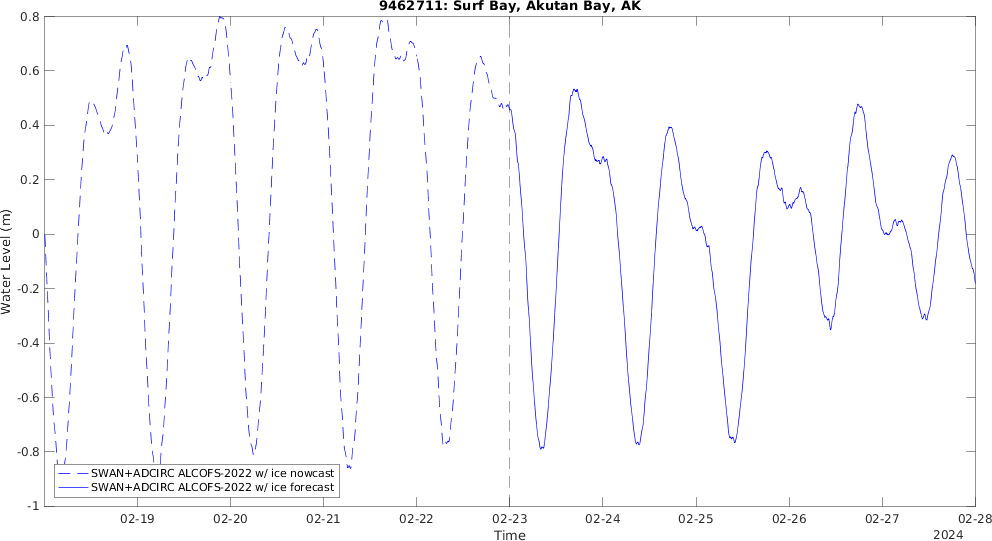 9462711: Surf Bay, Akutan Bay, AK
Water Level (m)
0.8
0.6
0.4
0.2
0
-0.2
-0.4
-0.6
-0.8
-1
SWAN+ADCIRC ALCOFS-2022 w/ ice nowcast
SWAN+ADCIRC ALCOFS-2022 w/ ice forecast
02-19 02-20 02-21 02-22 02-23 02-24 02-25 02-26 02-27 02-28
Time
2024